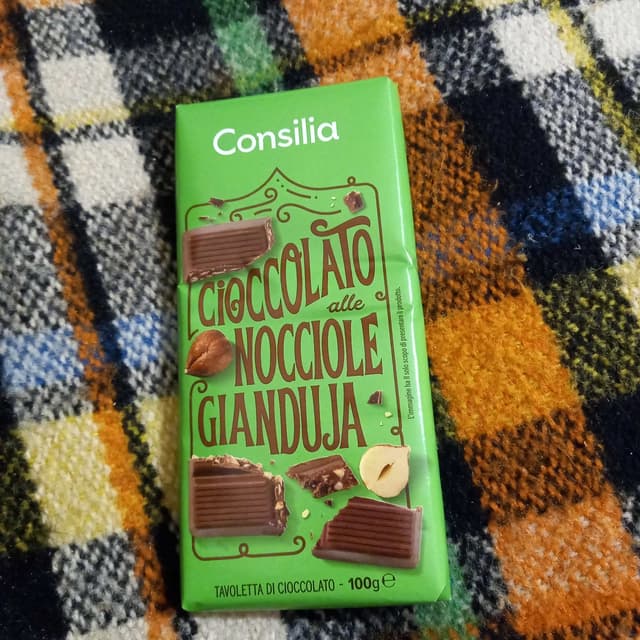 Consilia
CIOCCOLATO
alle
NOCCIOLE
GIANDUJA
L'immagine ha il solo scopo di presentare il prodotto.
TAVOLETTA DI CIOCCOLATO - 100g ℮